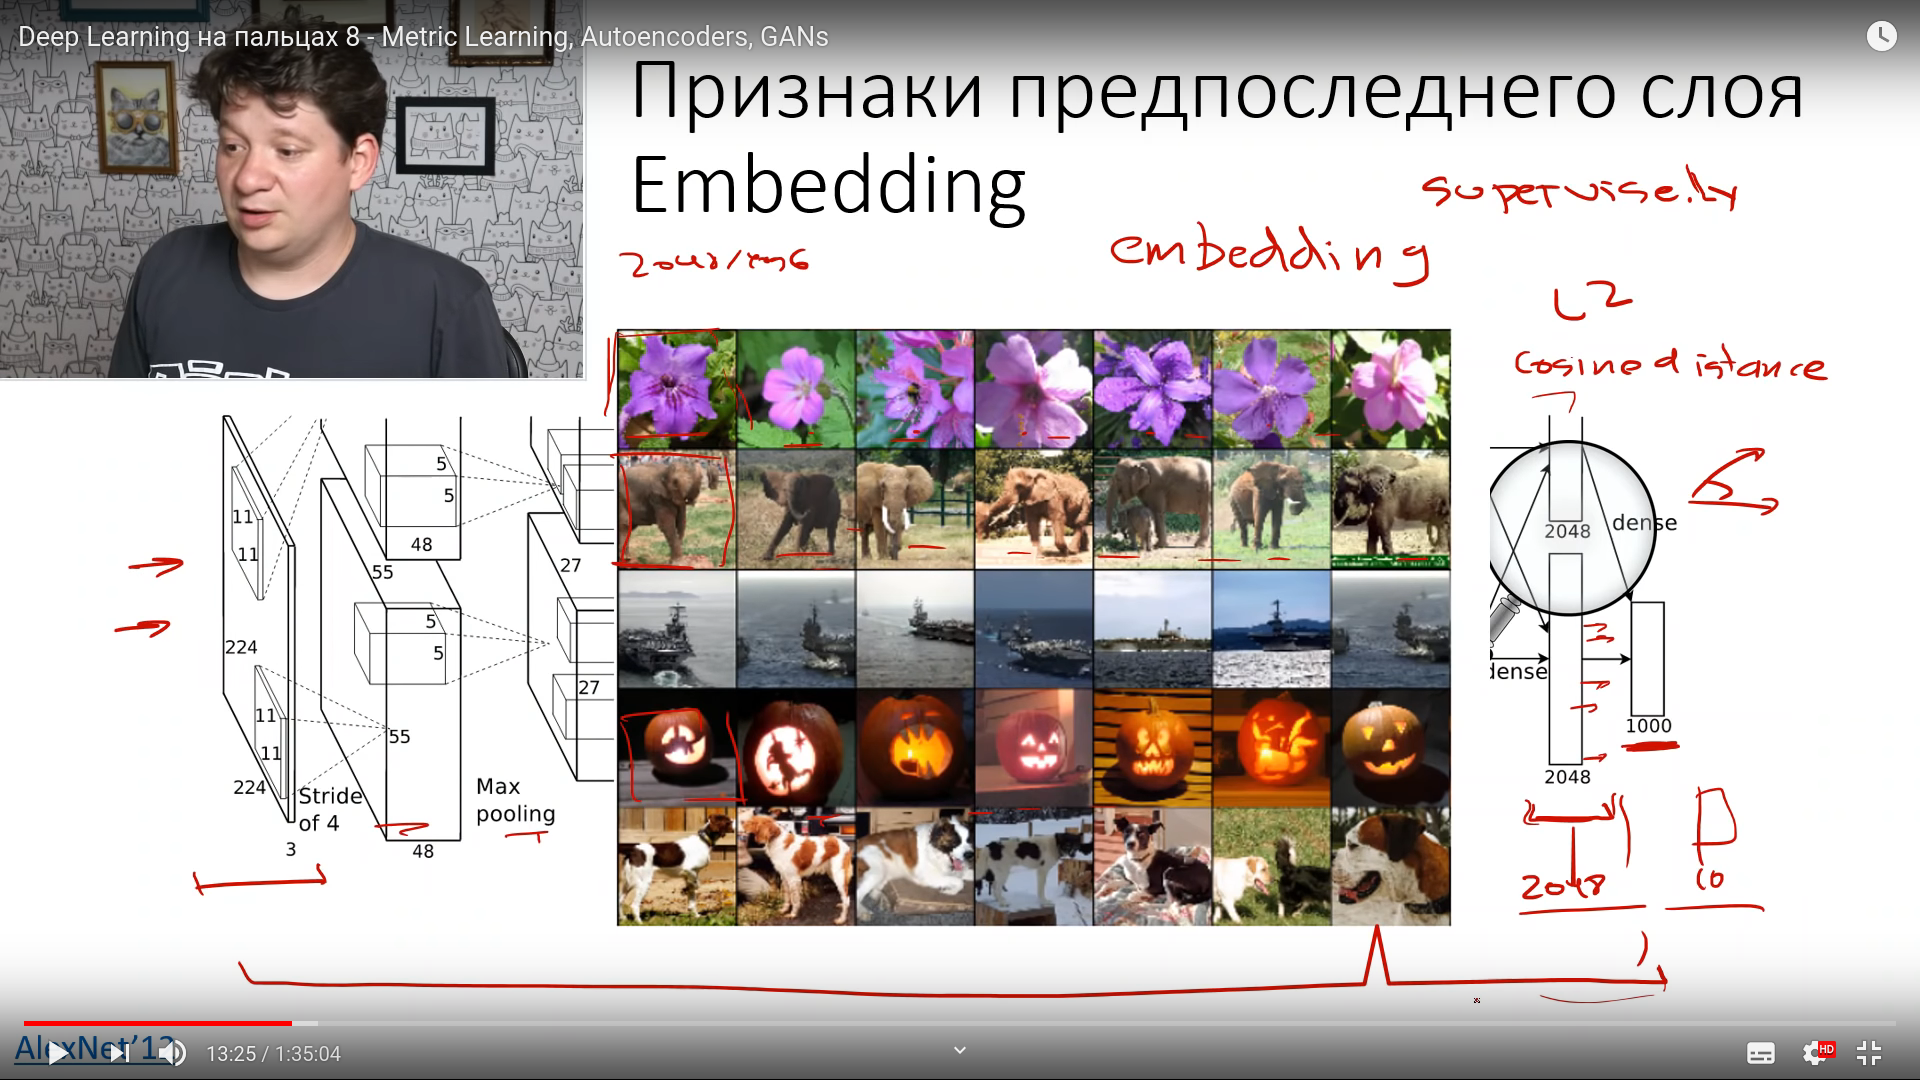 Deep Learning на пальцах 8 - Metric Learning, Autoencoders, GANs
Признаки предпоследнего слоя
Embedding
supervise.ly
embedding
L2
cosine distance
11
11
224
11
11
224
Stride
of 4
3
5
5
48
55
5
5
55
48
Max
pooling
27
27
2048
dense
dense
1000
2048
2048
10
AlexNet'12
13:25 / 1:35:04
HD